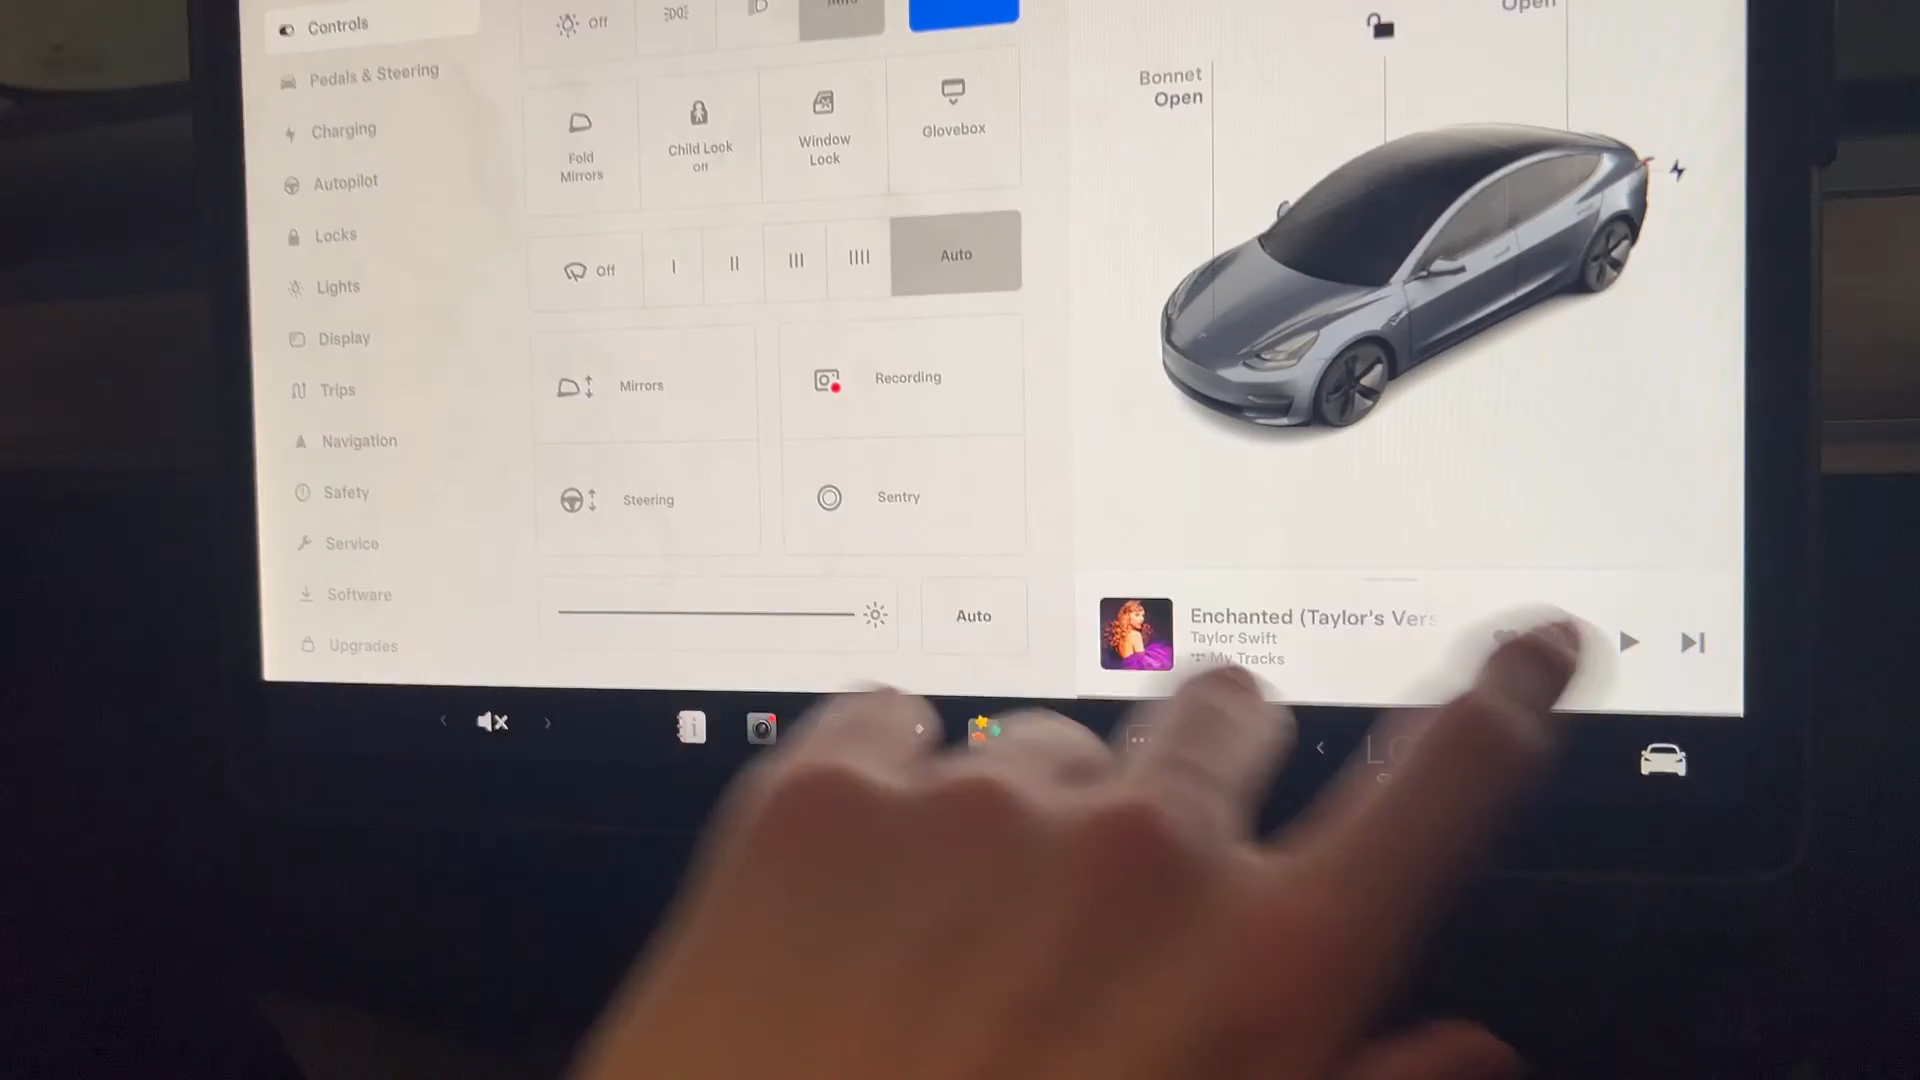 Controls
Pedals & Steering
Charging
Autopilot
Locks
Lights
Display
Trips
Navigation
Safety
Service
Software
Upgrades
Off
Fold
Mirrors
Child Lock
Off
Window
Lock
Glovebox
Off
I
II
III
IIII
Auto
Mirrors
Recording
Steering
Sentry
Auto
Open
Bonnet
Open
Enchanted (Taylor's Vers
Taylor Swift
My Tracks